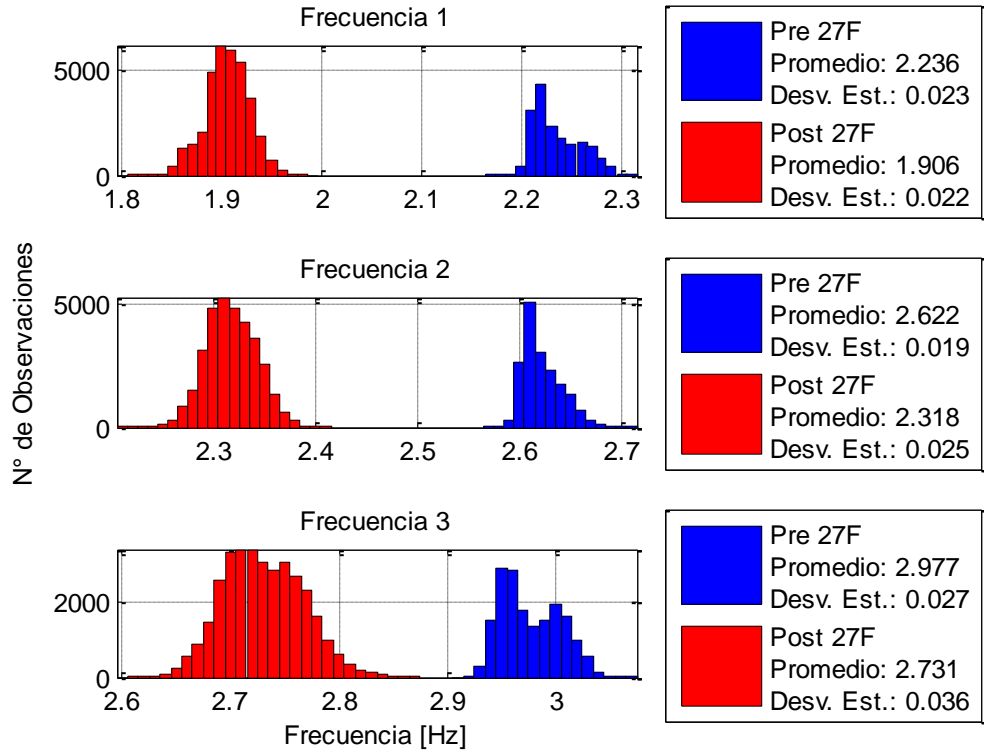 Frecuencia 1
5000
0
1.8 1.9 2 2.1 2.2 2.3
Pre 27F
Promedio: 2.236
Desv. Est.: 0.023
Post 27F
Promedio: 1.906
Desv. Est.: 0.022
N° de Observaciones
Frecuencia 2
5000
0
2.3 2.4 2.5 2.6 2.7
Pre 27F
Promedio: 2.622
Desv. Est.: 0.019
Post 27F
Promedio: 2.318
Desv. Est.: 0.025
Frecuencia 3
2000
0
2.6 2.7 2.8 2.9 3
Frecuencia [Hz]
Pre 27F
Promedio: 2.977
Desv. Est.: 0.027
Post 27F
Promedio: 2.731
Desv. Est.: 0.036